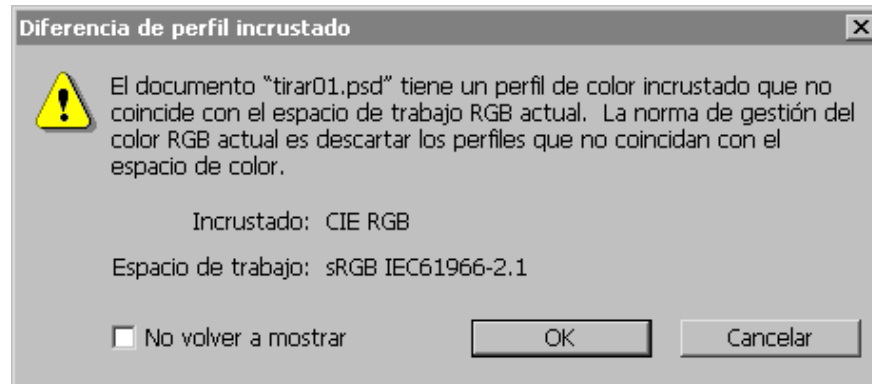 Diferencia de perfil incrustado
El documento "tirar01.psd" tiene un perfil de color incrustado que no
coincide con el espacio de trabajo RGB actual.  La norma de gestión del
color RGB actual es descartar los perfiles que no coincidan con el
espacio de color.
Incrustado: CIE RGB
Espacio de trabajo: sRGB IEC61966-2.1
No volver a mostrar
OK
Cancelar